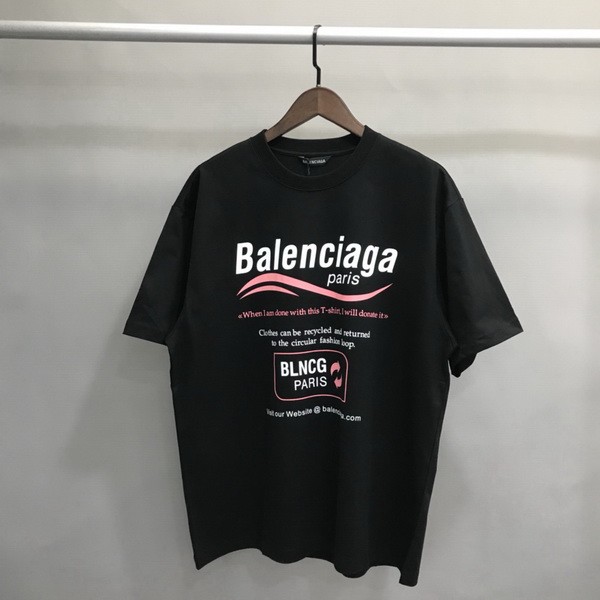 Balenciaga
paris
«When I am done with this T-shirt, I will donate it»
Clothes can be recycled and returned
to the circular fashion loop.
BLNCG
PARIS
our Website @